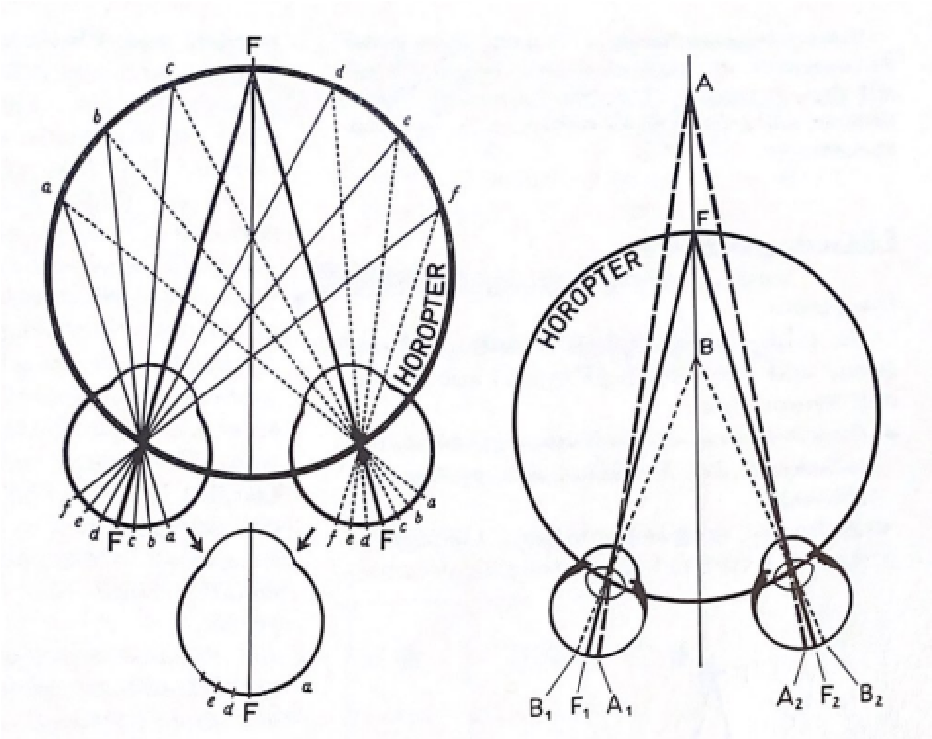 F
c d
b e
a f
HOROPTER
f e d F c b a
f e d F c b a
e d F a
A
F
HOROPTER
B
B₁ F₁ A₁
A₂ F₂ B₂